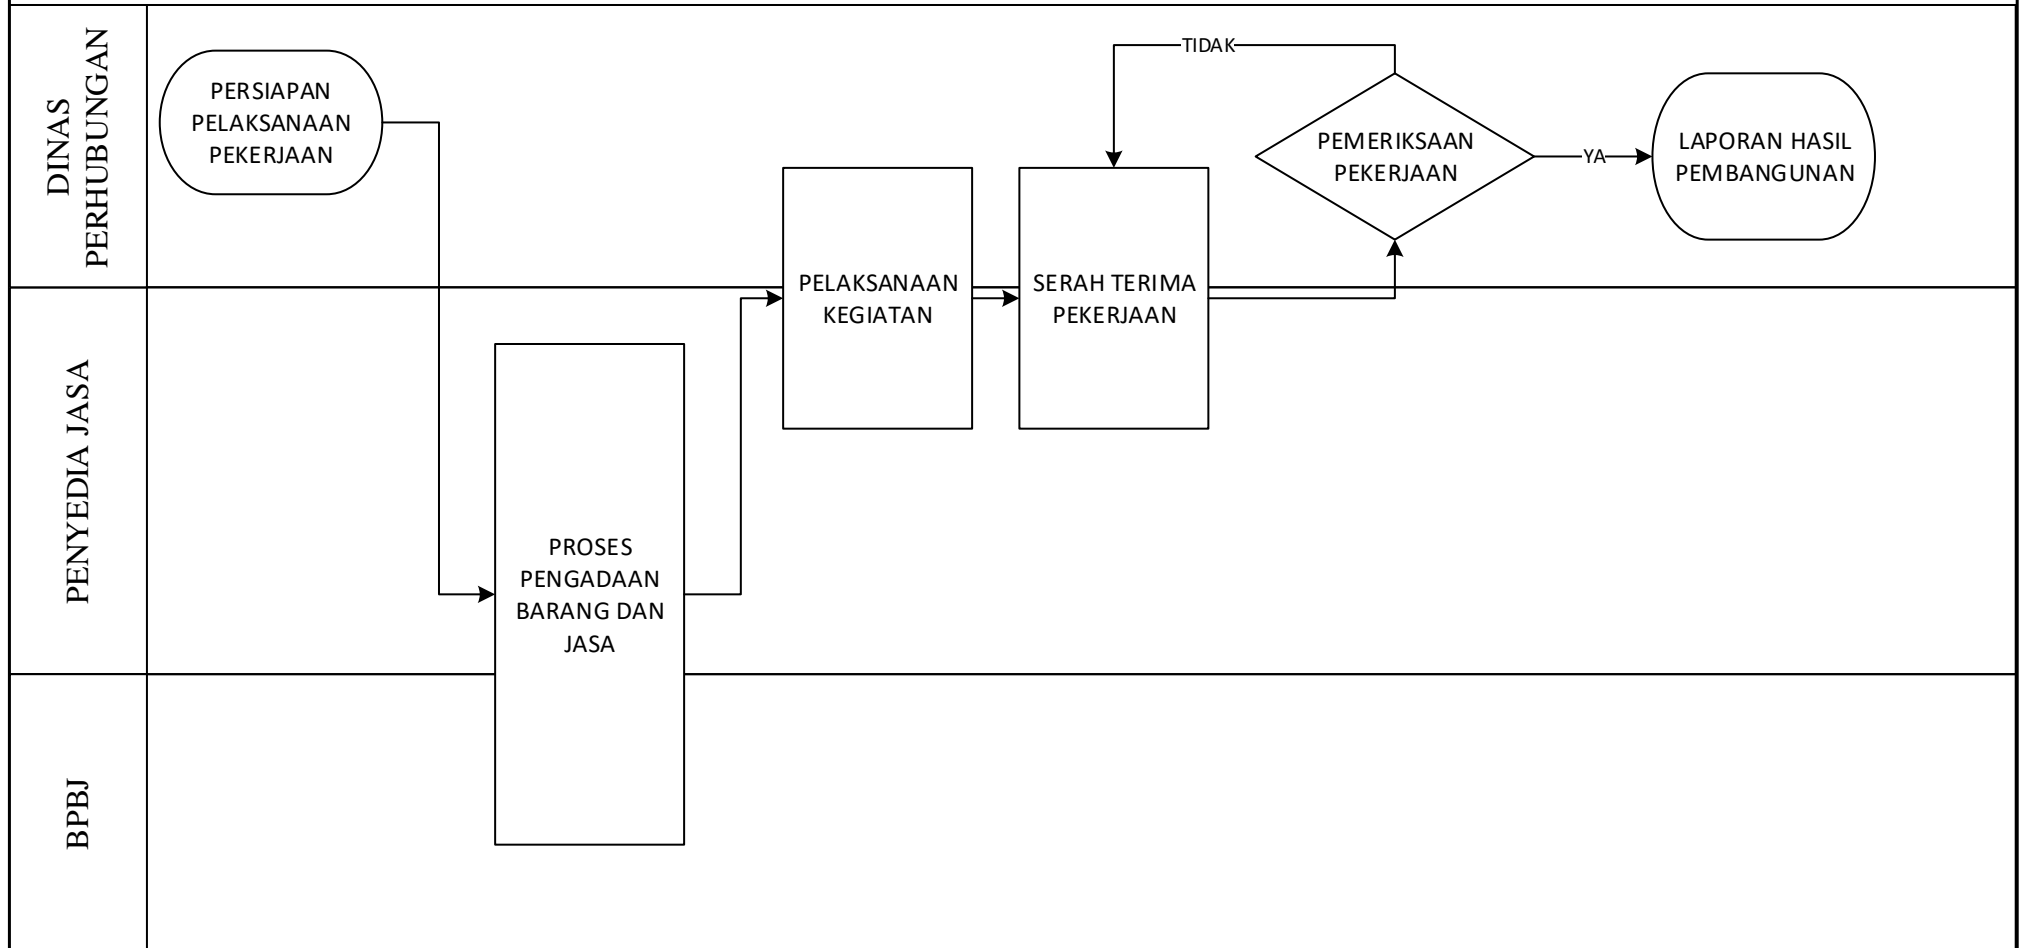 DINAS
PERHUBUNGAN
PERSIAPAN
PELAKSANAAN
PEKERJAAN
TIDAK
PEMERIKSAAN
PEKERJAAN
YA
LAPORAN HASIL
PEMBANGUNAN
PELAKSANAAN
KEGIATAN
SERAH TERIMA
PEKERJAAN
PENYEDIA JASA
PROSES
PENGADAAN
BARANG DAN
JASA
BPBJ